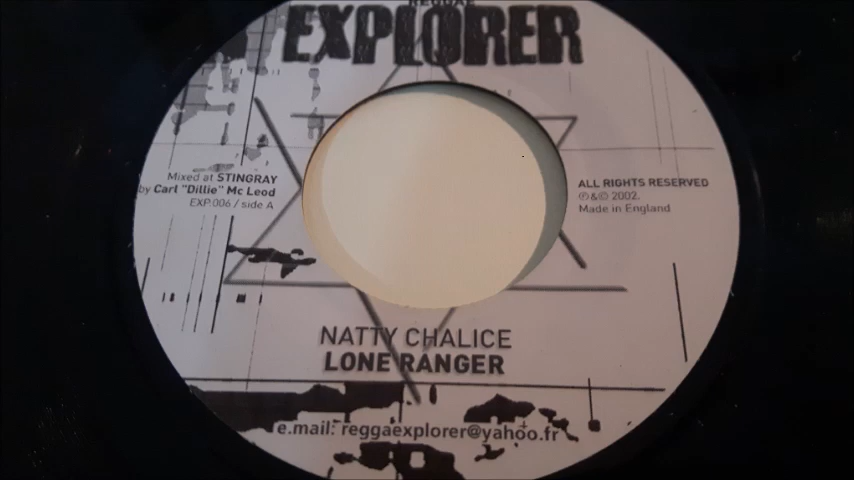 REGGAE
EXPLORER
Mixed at STINGRAY
by Carl "Dillie" Mc Leod
EXP.006 / side A
ALL RIGHTS RESERVED
℗&© 2002.
Made in England
NATTY CHALICE
LONE RANGER
e.mail: reggaexplorer@yahoo.fr